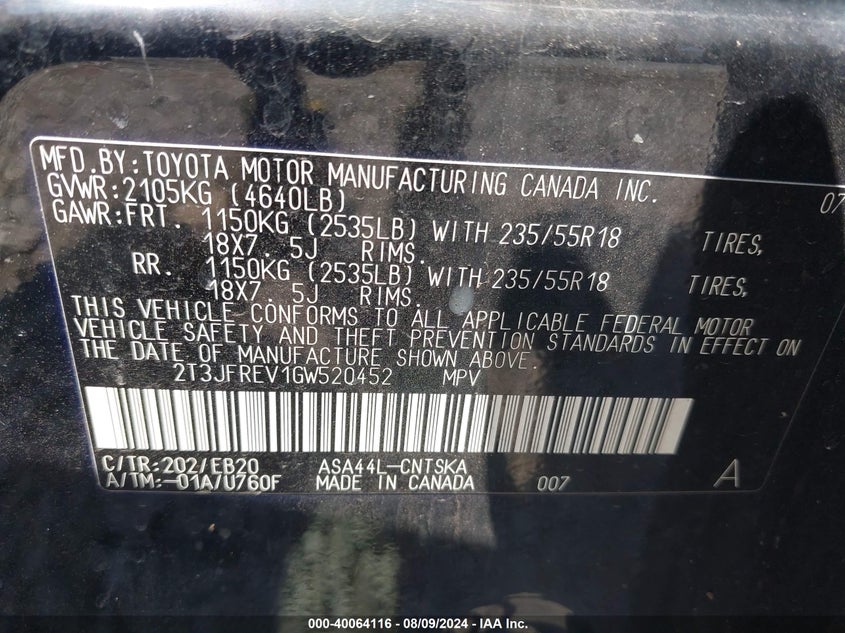 MFD.BY:TOYOTA MOTOR MANUFACTURING CANADA INC. 07
GVWR:2105KG (4640LB)
GAWR:FRT. 1150KG (2535LB) WITH 235/55R18 TIRES,
18X7. 5J RIMS.
RR. 1150KG (2535LB) WITH 235/55R18 TIRES,
18X7. 5J RIMS.
THIS VEHICLE CONFORMS TO ALL APPLICABLE FEDERAL MOTOR
VEHICLE SAFETY AND THEFT PREVENTION STANDARDS IN EFFECT ON
THE DATE OF MANUFACTURE SHOWN ABOVE.
2T3JFREV1GW520452 MPV
C/TR:202/EB20 ASA44L-CNTSKA
A/TM:-01A/U760F MADE IN CANADA 007 A
000-40064116 - 08/09/2024 - IAA Inc.